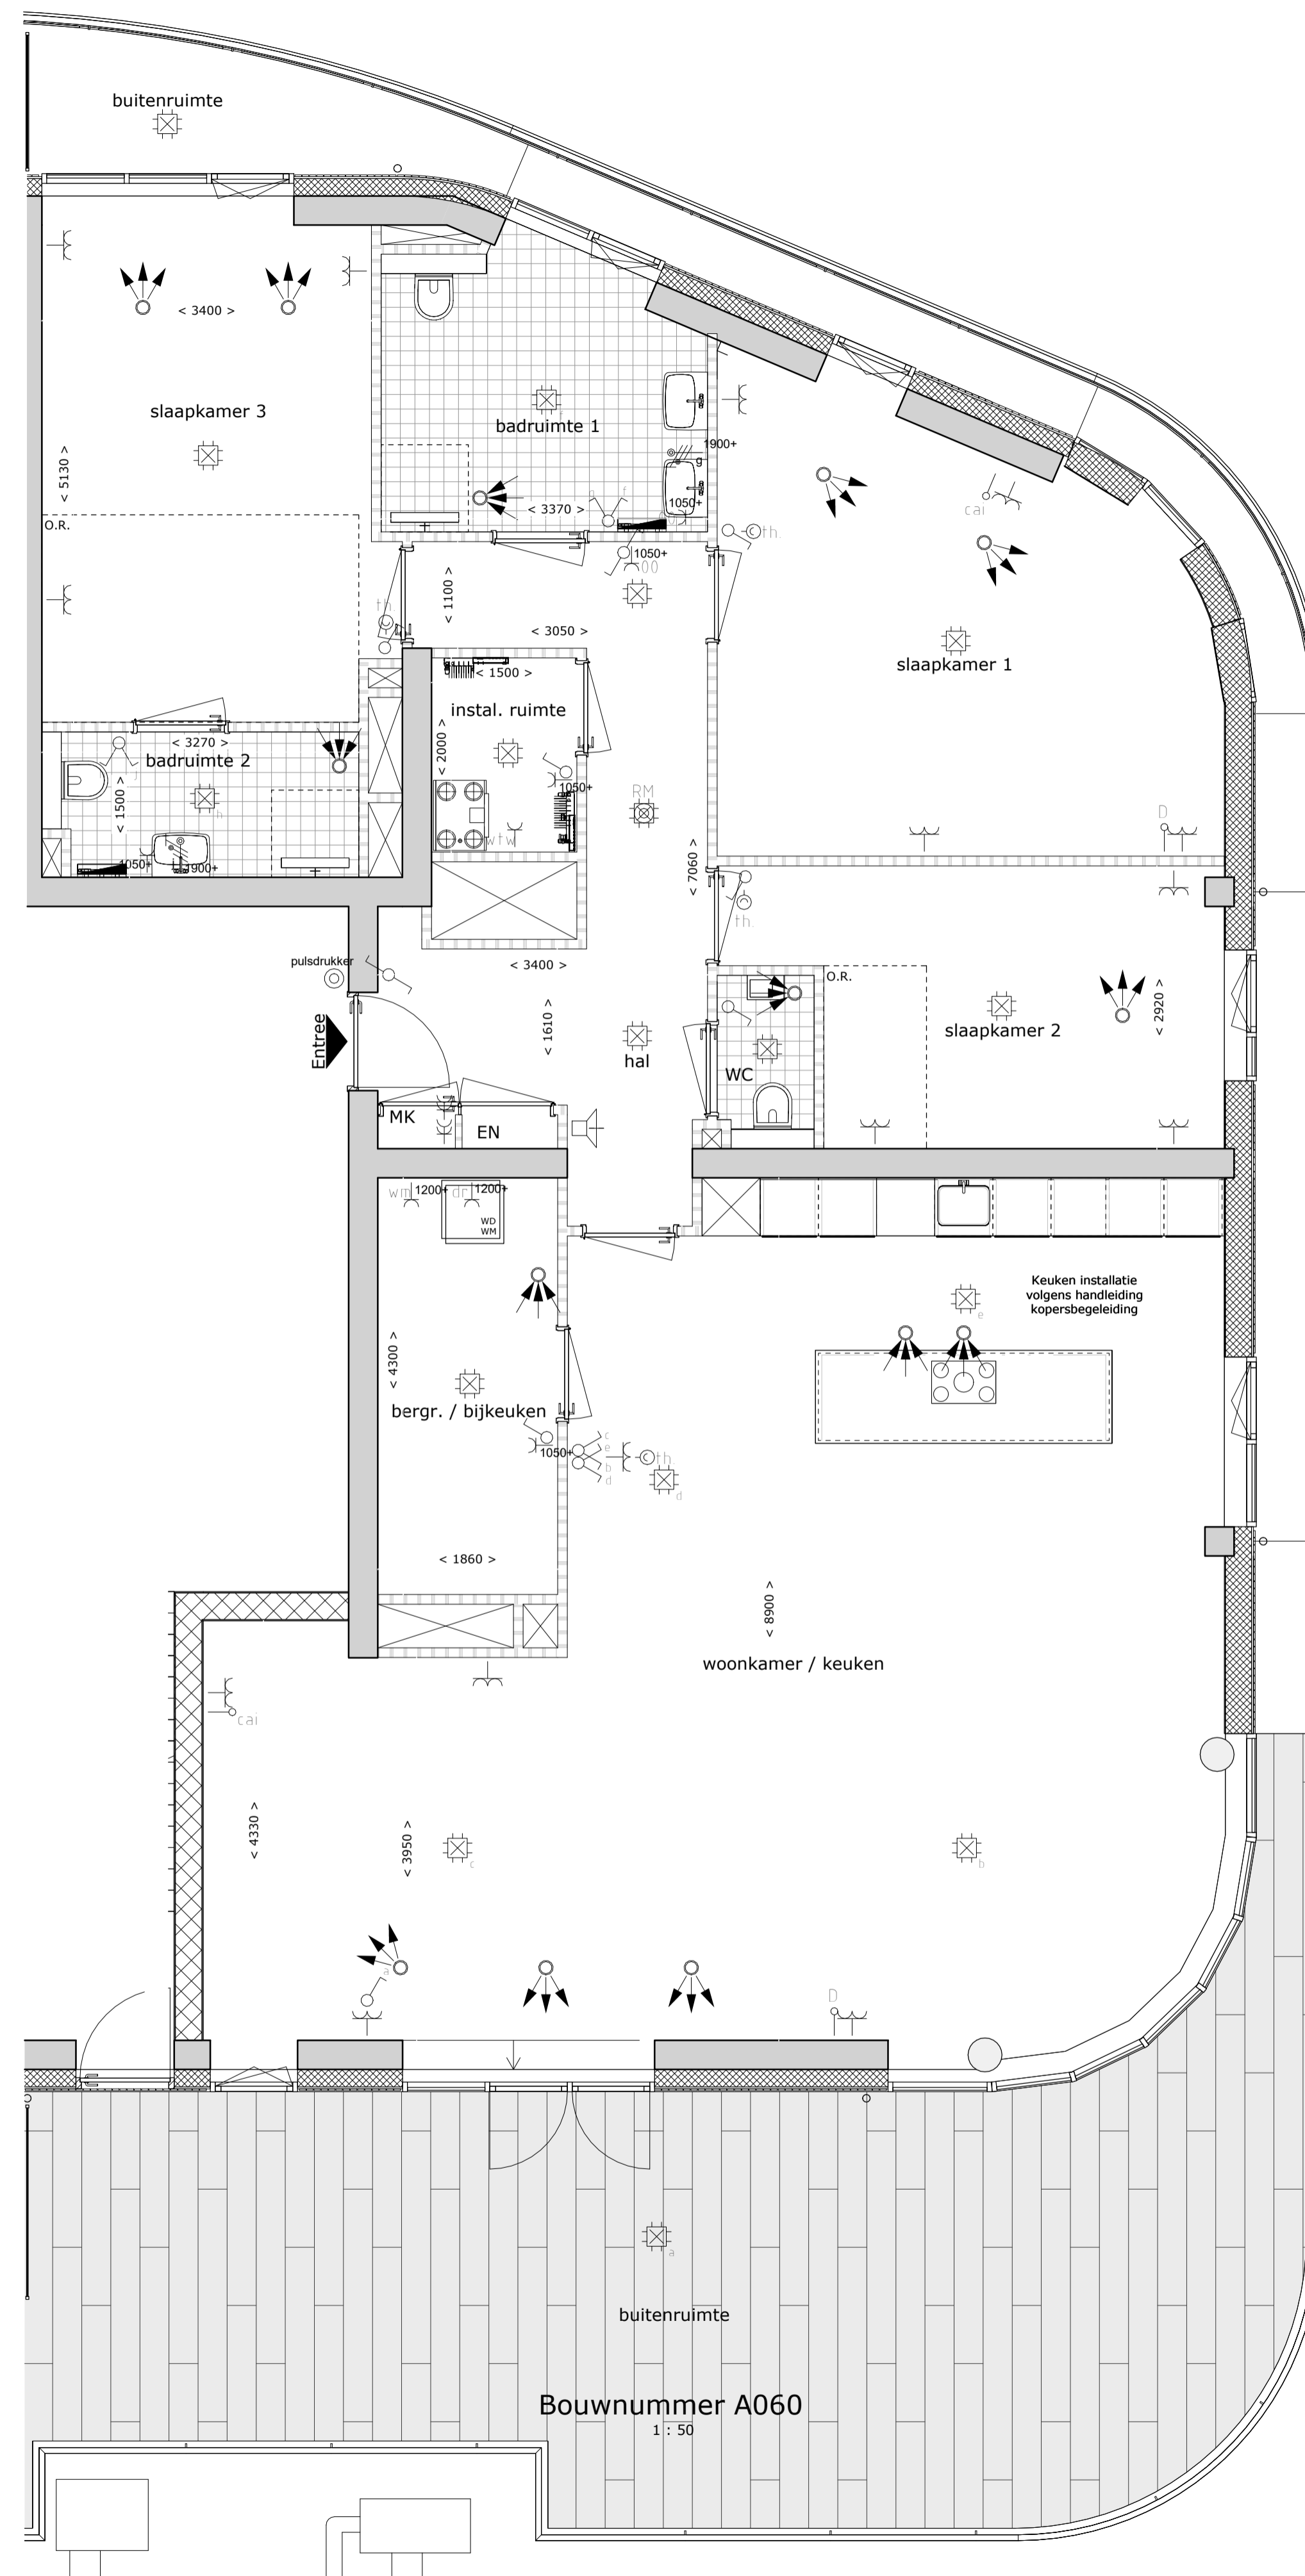 buitenruimte
< 3400 >
slaapkamer 3
badruimte 1
1900+
g
< 5130 >
1050+
< 3370 >
f
cai
O.R.
th.
1050+
00
< 1100 >
th.
< 3050 >
slaapkamer 1
< 1500 >
instal. ruimte
< 3270 >
badruimte 2
< 2000 >
1050+
RM
< 1500 >
h
D
wtw
1050+
1900+
< 7060 >
th.
pulsdrukker
< 3400 >
O.R.
Entree
< 1610 >
hal
WC
slaapkamer 2
< 2920 >
MK
EN
wm
1200+
dr
1200+
WD
WM
Keuken installatie
volgens handleiding
kopersbegeleiding
e
< 4300 >
bergr. / bijkeuken
1050+
c
e
b
d
th.
d
< 1860 >
< 8900 >
woonkamer / keuken
cai
< 4330 >
< 3950 >
c
b
a
D
a
buitenruimte
Bouwnummer A060
1 : 50